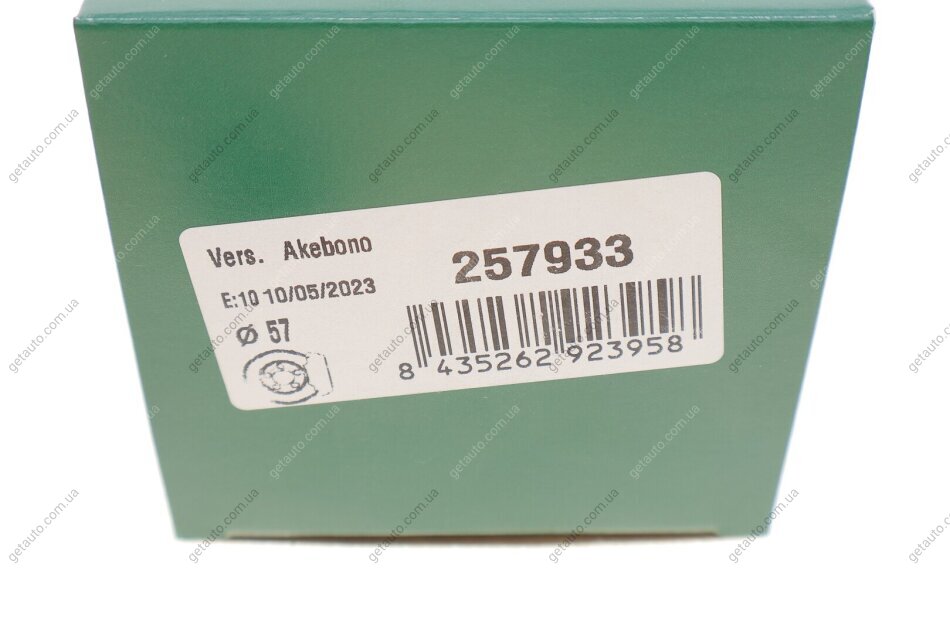 Vers. Akebono
257933
E:10 10/05/2023
Ø 57
8 435262 923958
getauto.com.ua